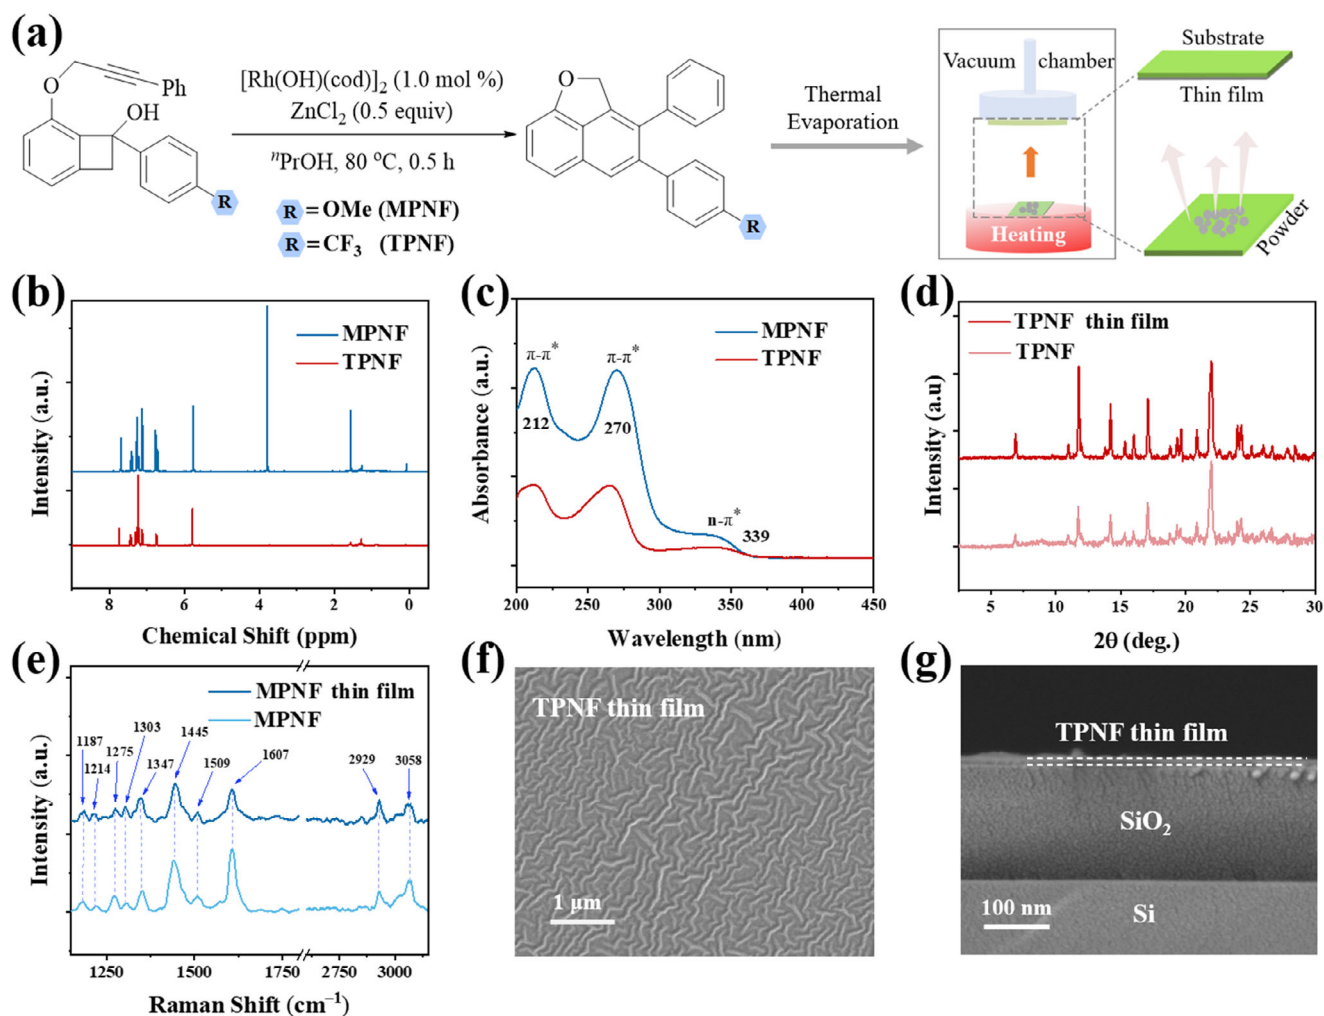 (a)
O
Ph
OH
R
[Rh(OH)(cod)]₂ (1.0 mol %)
ZnCl₂ (0.5 equiv)
ⁿPrOH, 80 °C, 0.5 h
R = OMe (MPNF)
R = CF₃ (TPNF)
O
R
Thermal
Evaporation
Vacuum chamber
Heating
Substrate
Thin film
Powder
(b)
MPNF
TPNF
Intensity (a.u.)
8 6 4 2 0
Chemical Shift (ppm)
(c)
MPNF
TPNF
π-π* π-π*
212 270
n-π*
339
Absorbance (a.u.)
200 250 300 350 400 450
Wavelength (nm)
(d)
TPNF thin film
TPNF
Intensity (a.u)
5 10 15 20 25 30
2θ (deg.)
(e)
MPNF thin film
MPNF
1187 1214 1275 1303 1347 1445 1509 1607 2929 3058
Intensity (a.u.)
1250 1500 1750 2750 3000
Raman Shift (cm⁻¹)
(f)
TPNF thin film
1 μm
(g)
TPNF thin film
SiO₂
100 nm
Si